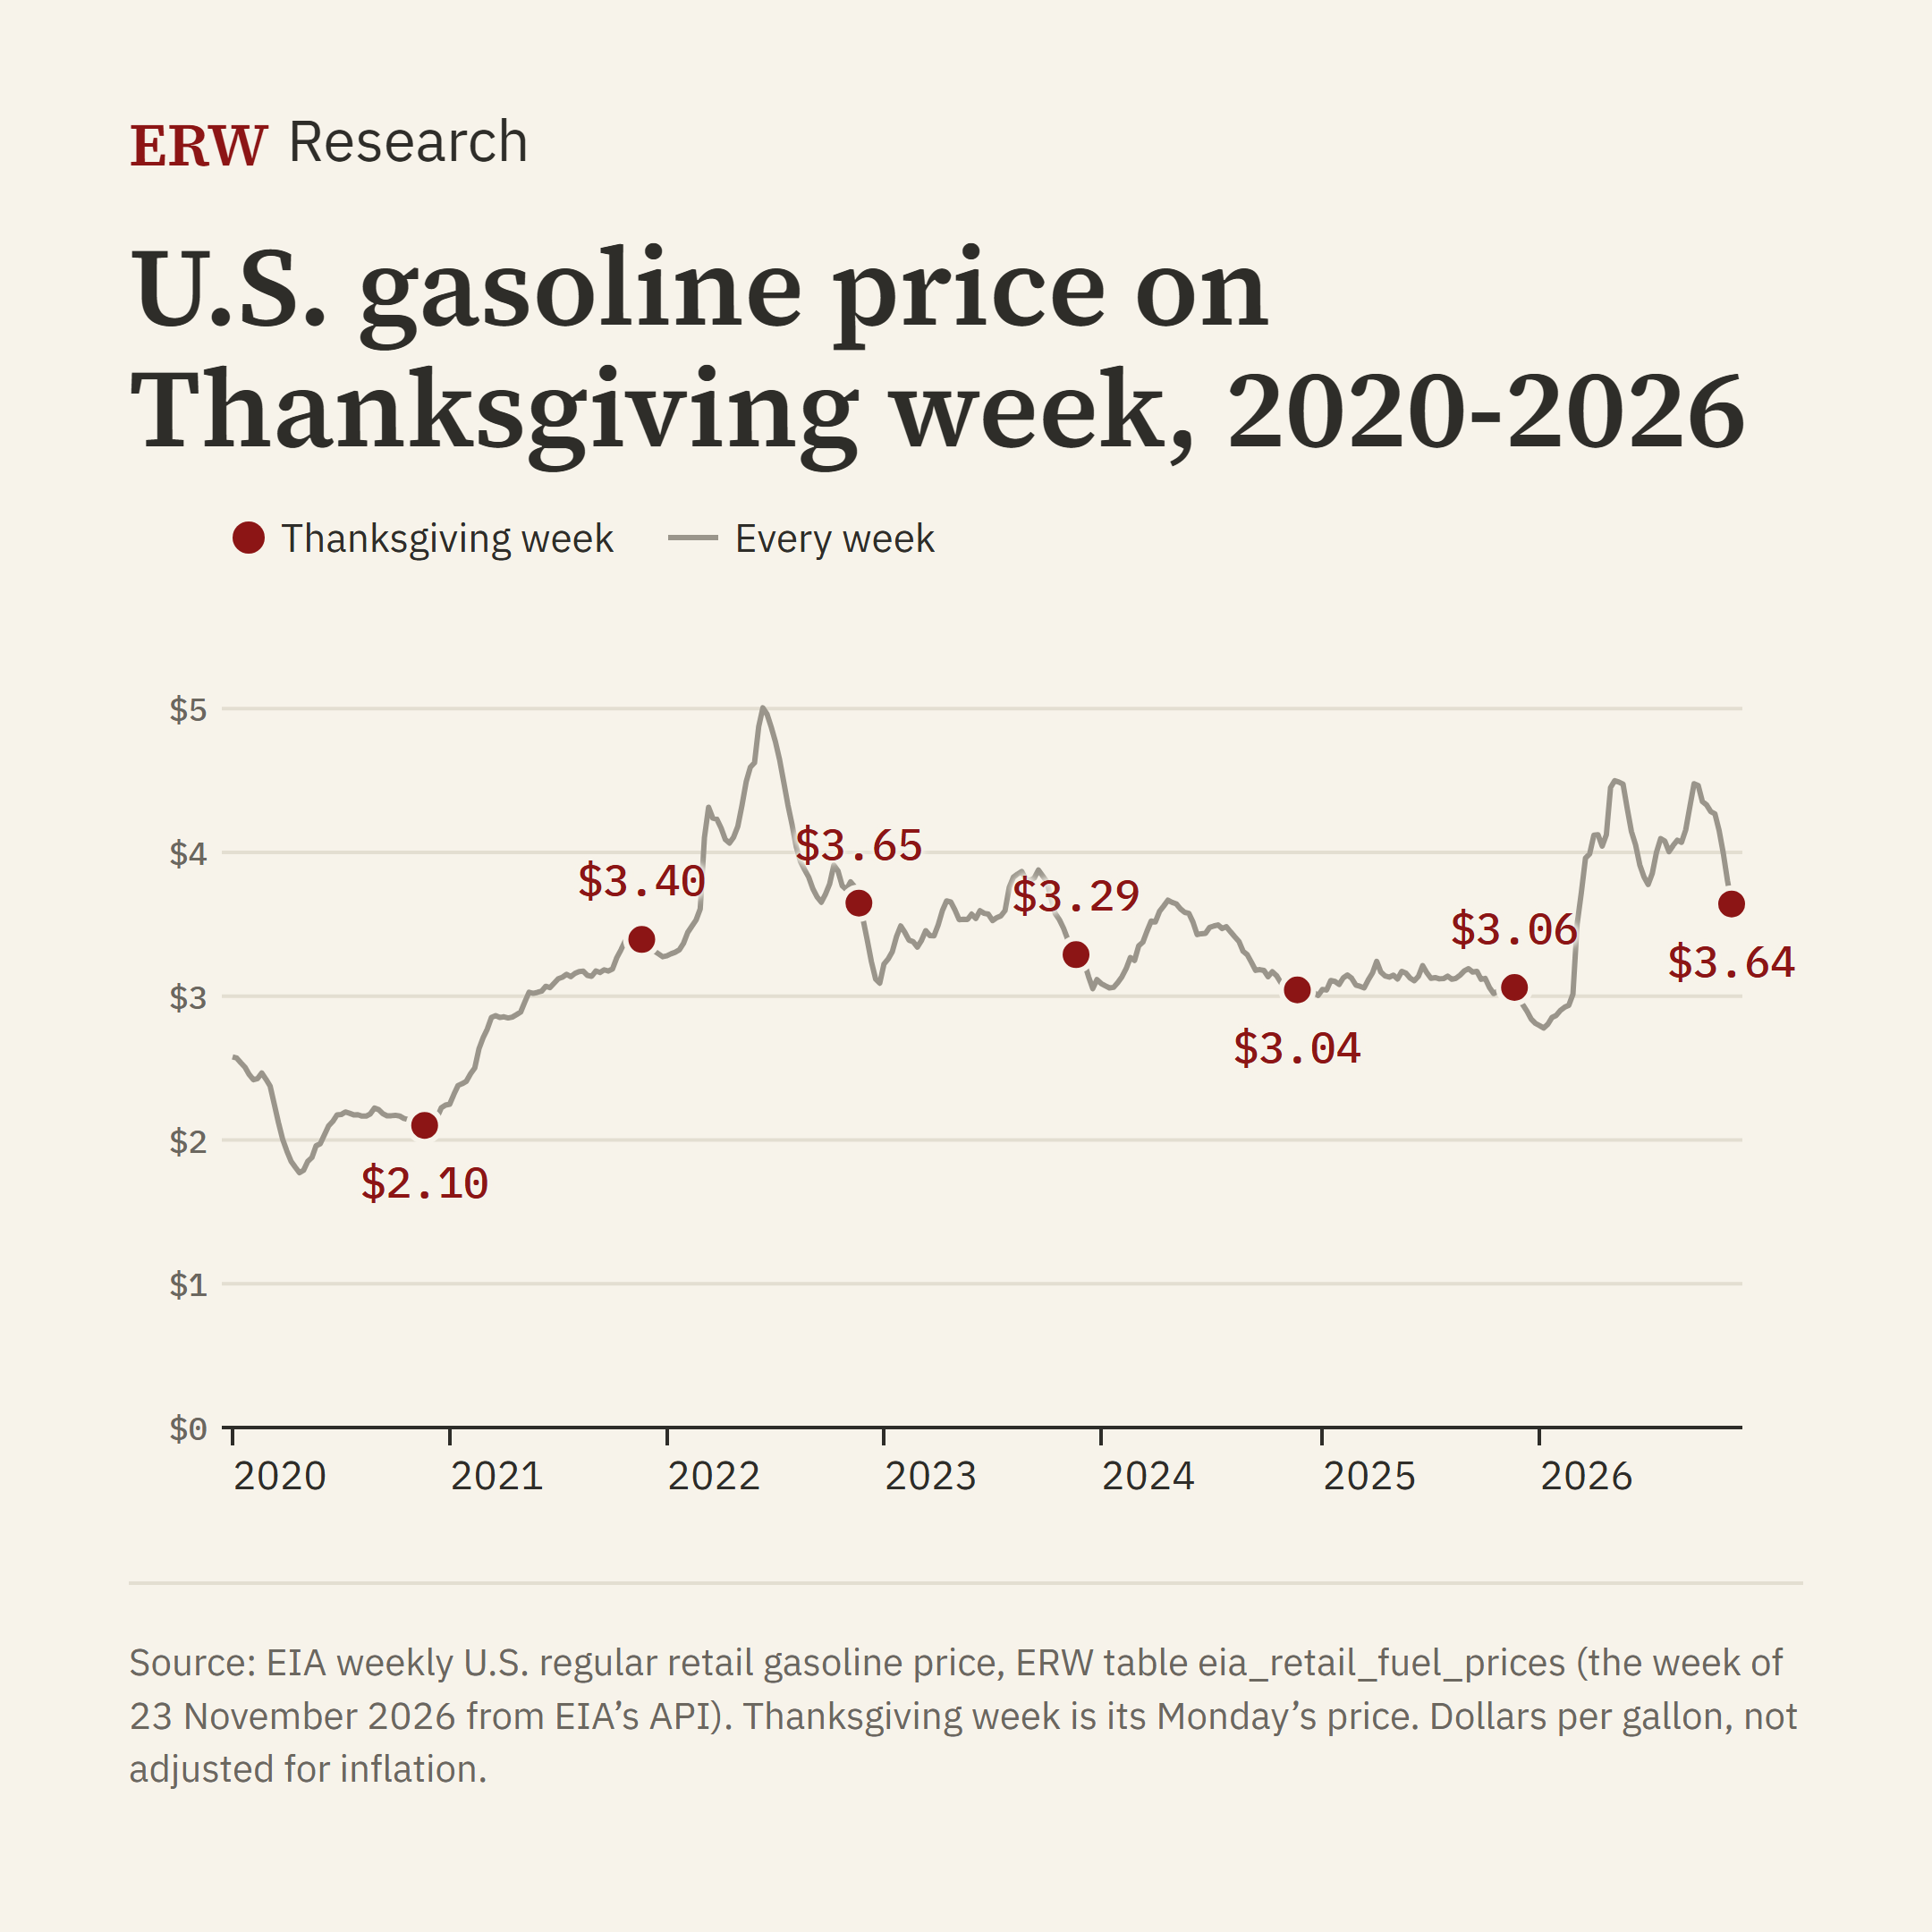 ERW Research
U.S. gasoline price on
Thanksgiving week, 2020-2026
Thanksgiving week
Every week
$5
$4
$3
$2
$1
$0
$2.10
$3.40
$3.65
$3.29
$3.04
$3.06
$3.64
2020
2021
2022
2023
2024
2025
2026
Source: EIA weekly U.S. regular retail gasoline price, ERW table eia_retail_fuel_prices (the week of
23 November 2026 from EIA’s API). Thanksgiving week is its Monday’s price. Dollars per gallon, not
adjusted for inflation.